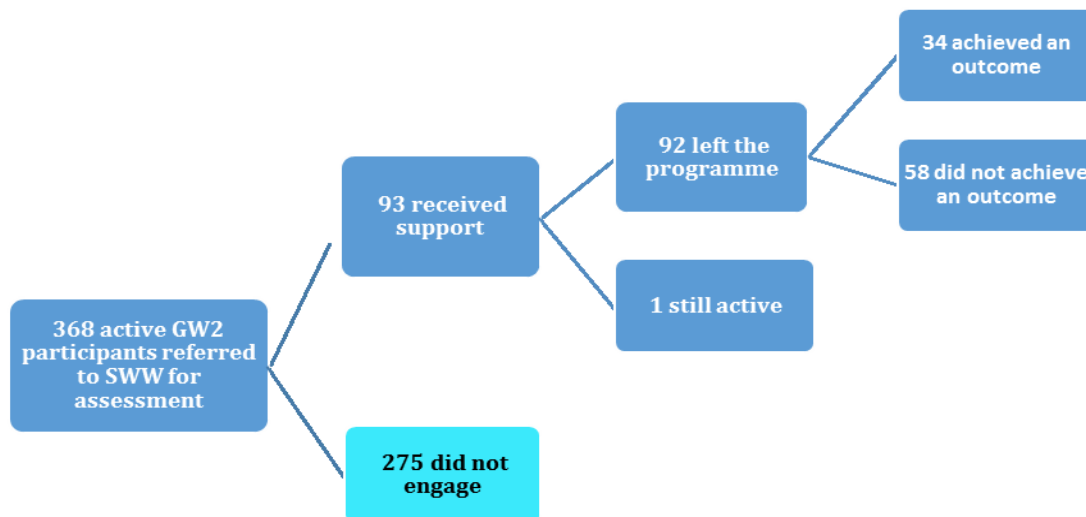 34 achieved an
outcome
92 left the
programme
58 did not achieve
an outcome
93 received
support
1 still active
368 active GW2
participants referred
to SWW for
assessment
275 did not
engage